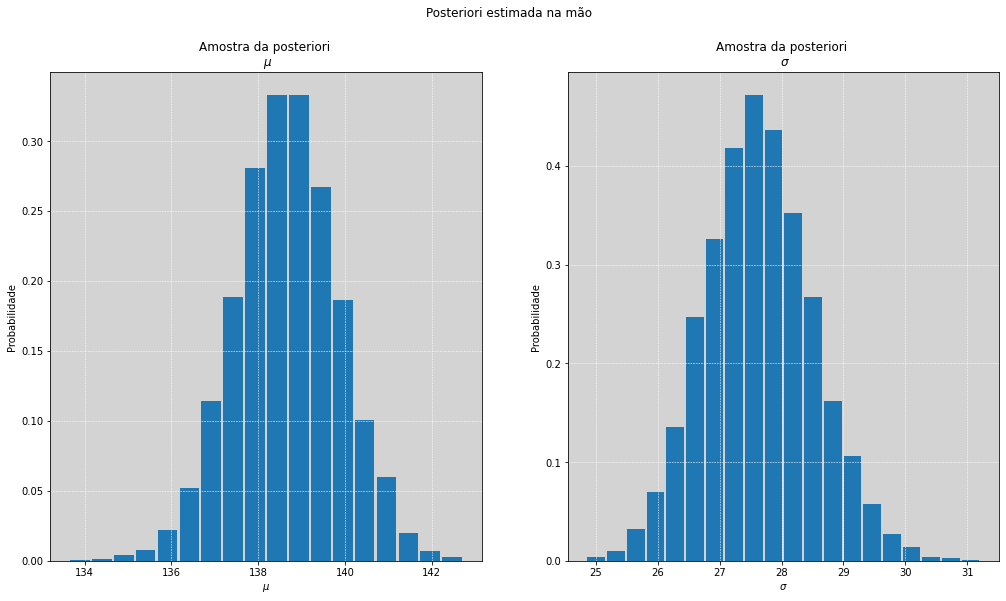 Posteriori estimada na mão
Amostra da posteriori
μ
Probabilidade
0.30
0.25
0.20
0.15
0.10
0.05
0.00
134 136 138 140 142
μ
Amostra da posteriori
σ
Probabilidade
0.4
0.3
0.2
0.1
0.0
25 26 27 28 29 30 31
σ